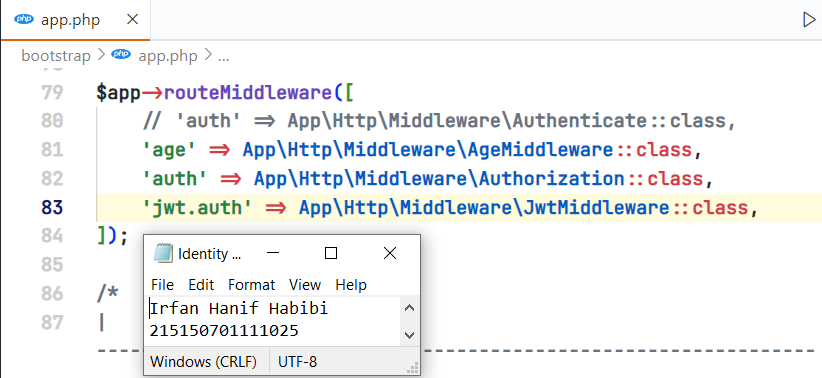 php app.php
bootstrap > php app.php > ...
79 $app->routeMiddleware([
80 // 'auth' => App\Http\Middleware\Authenticate::class,
81 'age' => App\Http\Middleware\AgeMiddleware::class,
82 'auth' => App\Http\Middleware\Authorization::class,
83 'jwt.auth' => App\Http\Middleware\JwtMiddleware::class,
84 ]);
85
86 /*
87 |
--------------------------------------------------------------------------
Identity ...
File Edit Format View Help
Irfan Hanif Habibi
215150701111025
Windows (CRLF) UTF-8